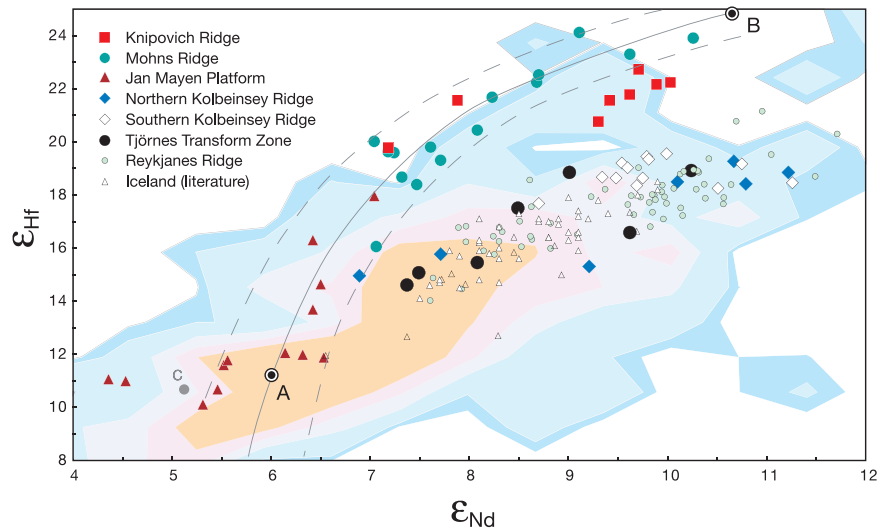 24
22
20
18
16
14
12
10
8
εHf
Knipovich Ridge
Mohns Ridge
Jan Mayen Platform
Northern Kolbeinsey Ridge
Southern Kolbeinsey Ridge
Tjörnes Transform Zone
Reykjanes Ridge
Iceland (literature)
B
C
A
4 5 6 7 8 9 10 11 12
εNd